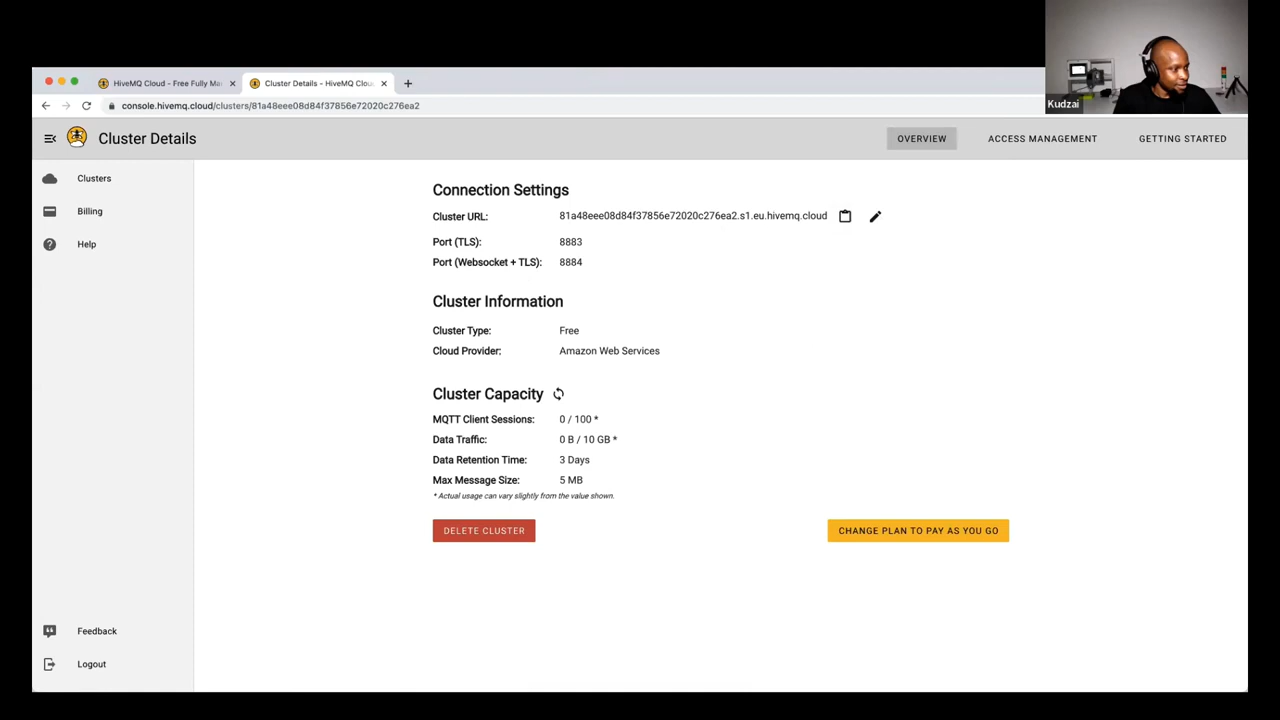 Kudzai
HiveMQ Cloud - Free Fully Ma
Cluster Details - HiveMQ Clou
console.hivemq.cloud/clusters/81a48eee08d84f37856e72020c276ea2
Cluster Details
OVERVIEW
ACCESS MANAGEMENT
GETTING STARTED
Clusters
Billing
Help
Feedback
Logout
Connection Settings
Cluster URL: 81a48eee08d84f37856e72020c276ea2.s1.eu.hivemq.cloud
Port (TLS): 8883
Port (Websocket + TLS): 8884
Cluster Information
Cluster Type: Free
Cloud Provider: Amazon Web Services
Cluster Capacity
MQTT Client Sessions: 0 / 100 *
Data Traffic: 0 B / 10 GB *
Data Retention Time: 3 Days
Max Message Size: 5 MB
* Actual usage can vary slightly from the value shown.
DELETE CLUSTER
CHANGE PLAN TO PAY AS YOU GO